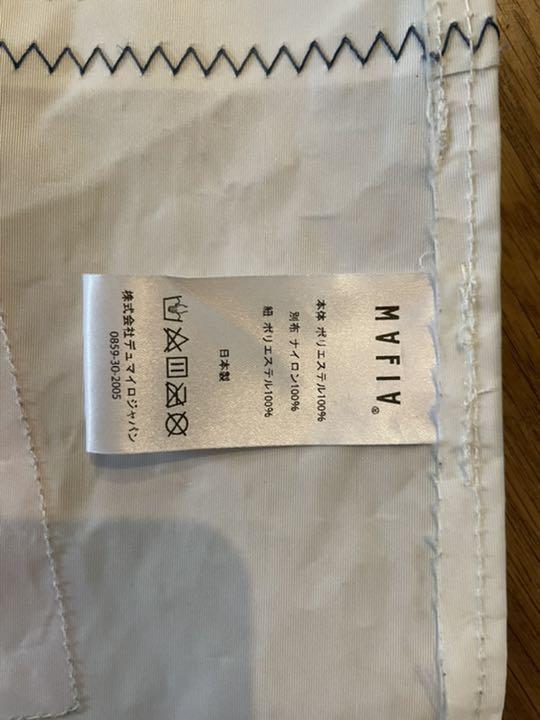 MAFIA®
本体 ポリエステル100%
別布 ナイロン100%
紐 ポリエステル100%
日本製
株式会社デュマイロジャパン
0859-30-2005